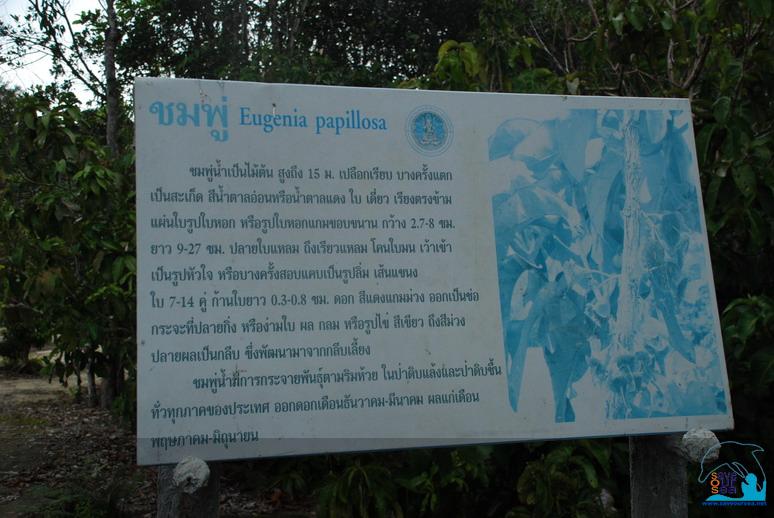 ชมพู่ Eugenia papillosa
ชมพู่น้ำเป็นไม้ต้น สูงถึง 15 ม. เปลือกเรียบ บางครั้งแตก
เป็นสะเก็ด สีน้ำตาลอ่อนหรือน้ำตาลแดง ใบ เดี่ยว เรียงตรงข้าม
แผ่นใบรูปใบหอก หรือรูปใบหอกแกมขอบขนาน กว้าง 2.7-8 ซม.
ยาว 9-27 ซม. ปลายใบแหลม ถึงเรียวแหลม โคนใบมน เว้าเข้า
เป็นรูปหัวใจ หรือบางครั้งสอบแคบเป็นรูปลิ่ม เส้นแขนง
ใบ 7-14 คู่ ก้านใบยาว 0.3-0.8 ซม. ดอก สีแดงแกมม่วง ออกเป็นช่อ
กระจะที่ปลายกิ่ง หรือง่ามใบ ผล กลม หรือรูปไข่ สีเขียว ถึงสีม่วง
ปลายผลเป็นกลีบ ซึ่งพัฒนามาจากกลีบเลี้ยง
ชมพู่น้ำมีการกระจายพันธุ์ตามริมห้วย ในป่าดิบแล้งและป่าดิบชื้น
ทั่วทุกภาคของประเทศ ออกดอกเดือนธันวาคม-มีนาคม ผลแก่เดือน
พฤษภาคม-มิถุนายน
www.saveoursea.net